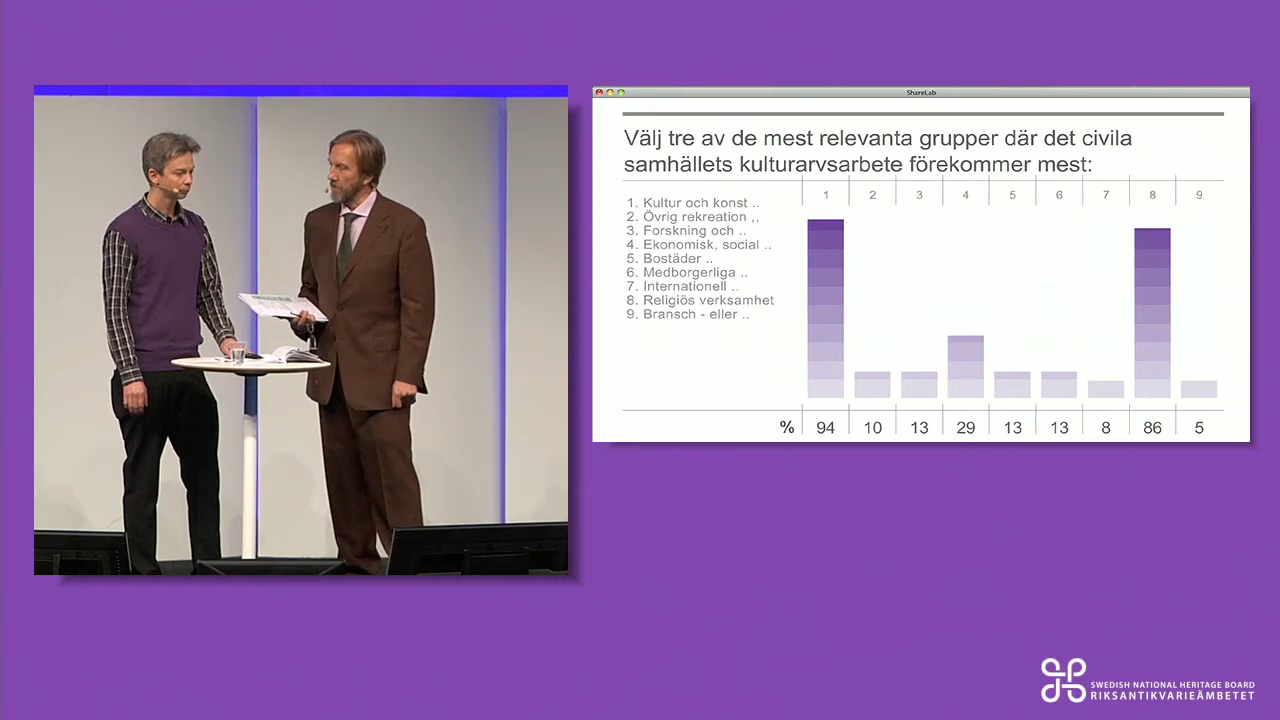 ShareLab
Välj tre av de mest relevanta grupper där det civila
samhällets kulturarvsarbete förekommer mest:
1 2 3 4 5 6 7 8 9
1. Kultur och konst ..
2. Övrig rekreation ,,
3. Forskning och ..
4. Ekonomisk, social ..
5. Bostäder ..
6. Medborgerliga ..
7. Internationell ..
8. Religiös verksamhet
9. Bransch - eller ..
% 94 10 13 29 13 13 8 86 5
SWEDISH NATIONAL HERITAGE BOARD
RIKSANTIKVARIEÄMBETET